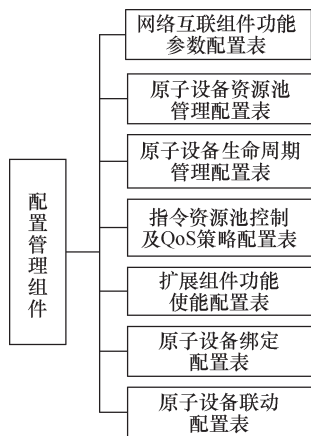 网络互联组件功能
参数配置表
原子设备资源池
管理配置表
原子设备生命周期
管理配置表
配置管理组件
指令资源池控制
及QoS策略配置表
扩展组件功能
使能配置表
原子设备绑定
配置表
原子设备联动
配置表